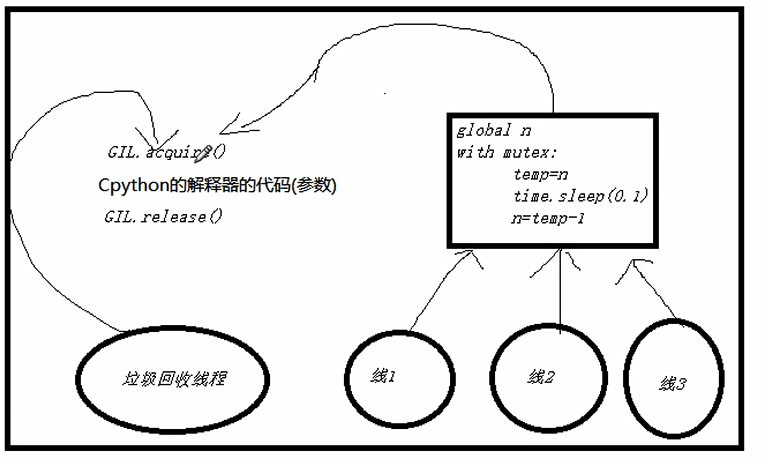 GIL.acquire()
Cpython的解释器的代码(参数)
GIL.release()
global n
with mutex:
temp=n
time.sleep(0.1)
n=temp-1
垃圾回收线程
线1
线2
线3